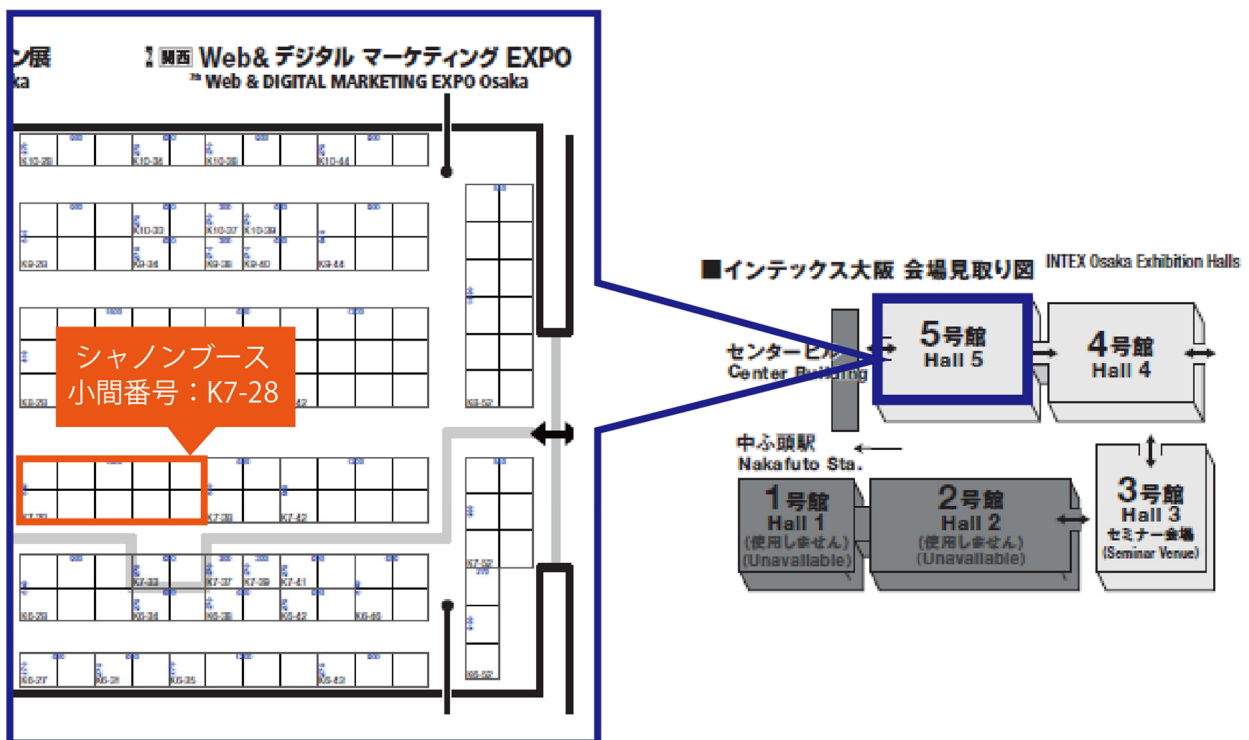 ン展
ka
関西 Web& デジタル マーケティング EXPO
7th Web & DIGITAL MARKETING EXPO Osaka
K10-28
K10-34
K10-38
K10-44
K10-33
K10-37
K10-39
K9-28
K9-34
K9-38
K9-40
K9-44
シャノンブース
小間番号:K7-28
K8-28
K8-52
K7-38
K7-42
K7-52
K7-33
K7-37
K7-39
K7-41
K6-28
K6-34
K6-38
K6-42
K6-46
K6-27
K6-31
K6-35
K6-43
K6-52
■インテックス大阪 会場見取り図
INTEX Osaka Exhibition Halls
センタービル
Center Building
5号館
Hall 5
4号館
Hall 4
中ふ頭駅
Nakafuto Sta.
1号館
Hall 1
(使用しません)
(Unavailable)
2号館
Hall 2
(使用しません)
(Unavailable)
3号館
Hall 3
セミナー会場
(Seminar Venue)